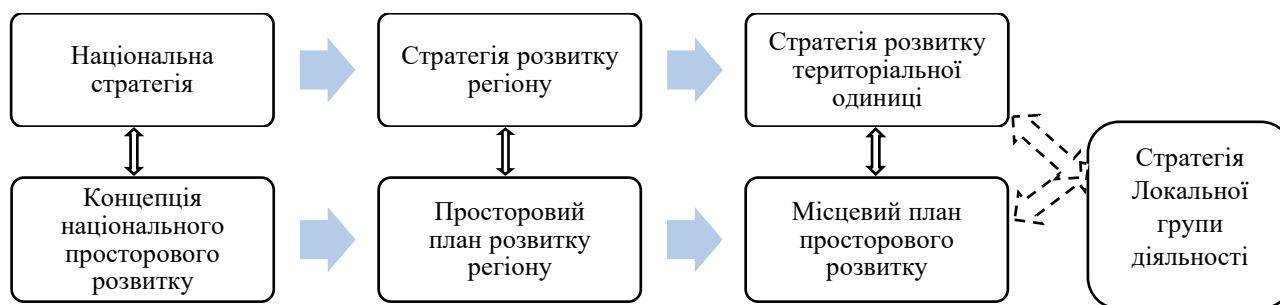 Національна
стратегія
Стратегія розвитку
регіону
Стратегія розвитку
територіальної
одиниці
Концепція
національного
просторового
розвитку
Просторовий
план розвитку
регіону
Місцевий план
просторового
розвитку
Стратегія
Локальної
групи
діяльності